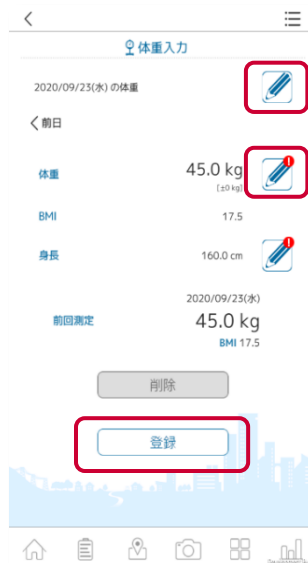 体重入力
2020/09/23(水) の体重
前日
体重
45.0 kg
[±0 kg]
BMI
17.5
身長
160.0 cm
2020/09/23(水)
前回測定
45.0 kg
BMI 17.5
削除
登録